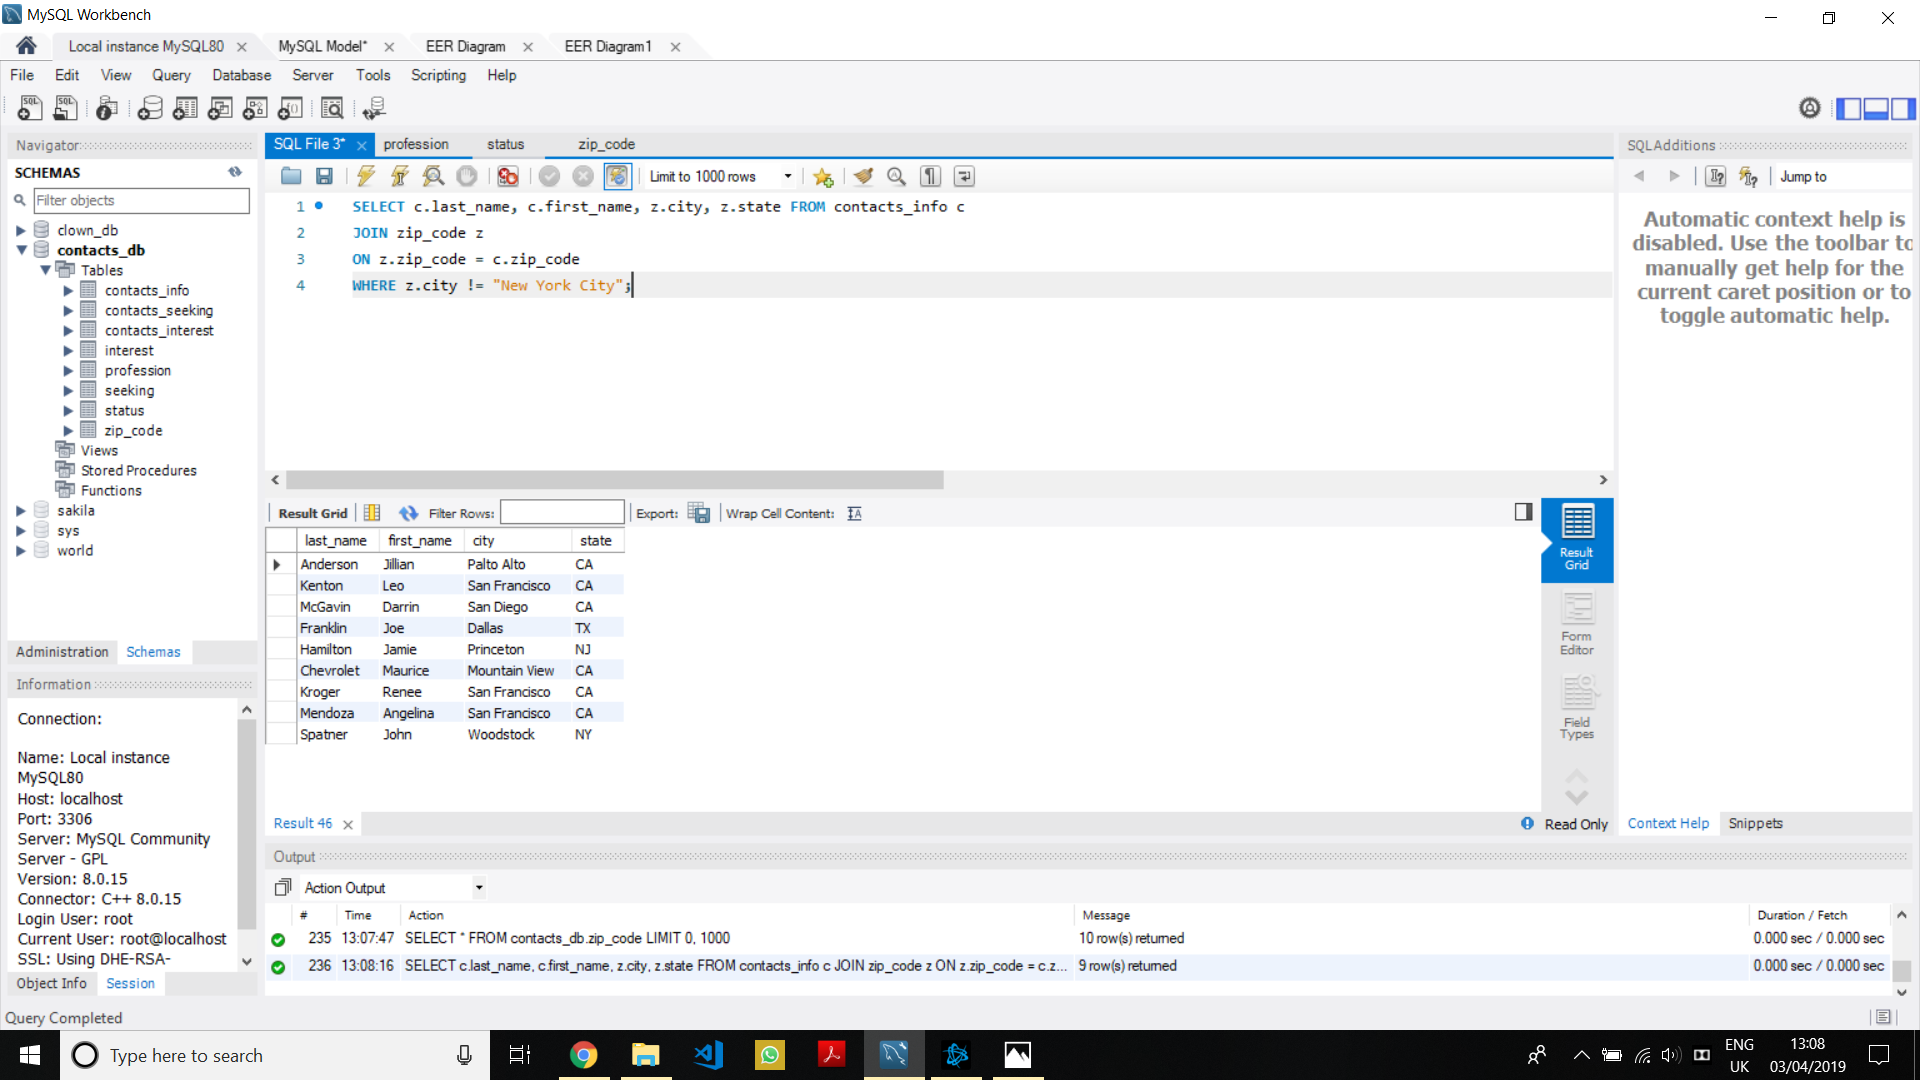 MySQL Workbench
Local instance MySQL80
MySQL Model*
EER Diagram
EER Diagram1
File Edit View Query Database Server Tools Scripting Help
Navigator
SCHEMAS
Filter objects
clown_db
contacts_db
Tables
contacts_info
contacts_seeking
contacts_interest
interest
profession
seeking
status
zip_code
Views
Stored Procedures
Functions
sakila
sys
world
Administration Schemas
Information
Connection:
Name: Local instance
MySQL80
Host: localhost
Port: 3306
Server: MySQL Community
Server - GPL
Version: 8.0.15
Connector: C++ 8.0.15
Login User: root
Current User: root@localhost
SSL: Using DHE-RSA-
Object Info Session
Query Completed
SQL File 3* profession status zip_code
Limit to 1000 rows
1 SELECT c.last_name, c.first_name, z.city, z.state FROM contacts_info c
2 JOIN zip_code z
3 ON z.zip_code = c.zip_code
4 WHERE z.city != "New York City";
Result Grid Filter Rows: Export: Wrap Cell Content:
last_name first_name city state
Anderson Jillian Palto Alto CA
Kenton Leo San Francisco CA
McGavin Darrin San Diego CA
Franklin Joe Dallas TX
Hamilton Jamie Princeton NJ
Chevrolet Maurice Mountain View CA
Kroger Renee San Francisco CA
Mendoza Angelina San Francisco CA
Spatner John Woodstock NY
Result
Grid
Form
Editor
Field
Types
Result 46
Read Only
SQLAdditions
Jump to
Automatic context help is
disabled. Use the toolbar to
manually get help for the
current caret position or to
toggle automatic help.
Context Help Snippets
Output
Action Output
# Time Action Message Duration / Fetch
235 13:07:47 SELECT * FROM contacts_db.zip_code LIMIT 0, 1000 10 row(s) returned 0.000 sec / 0.000 sec
236 13:08:16 SELECT c.last_name, c.first_name, z.city, z.state FROM contacts_info c JOIN zip_code z ON z.zip_code = c.z... 9 row(s) returned 0.000 sec / 0.000 sec
Type here to search
ENG
UK
13:08
03/04/2019